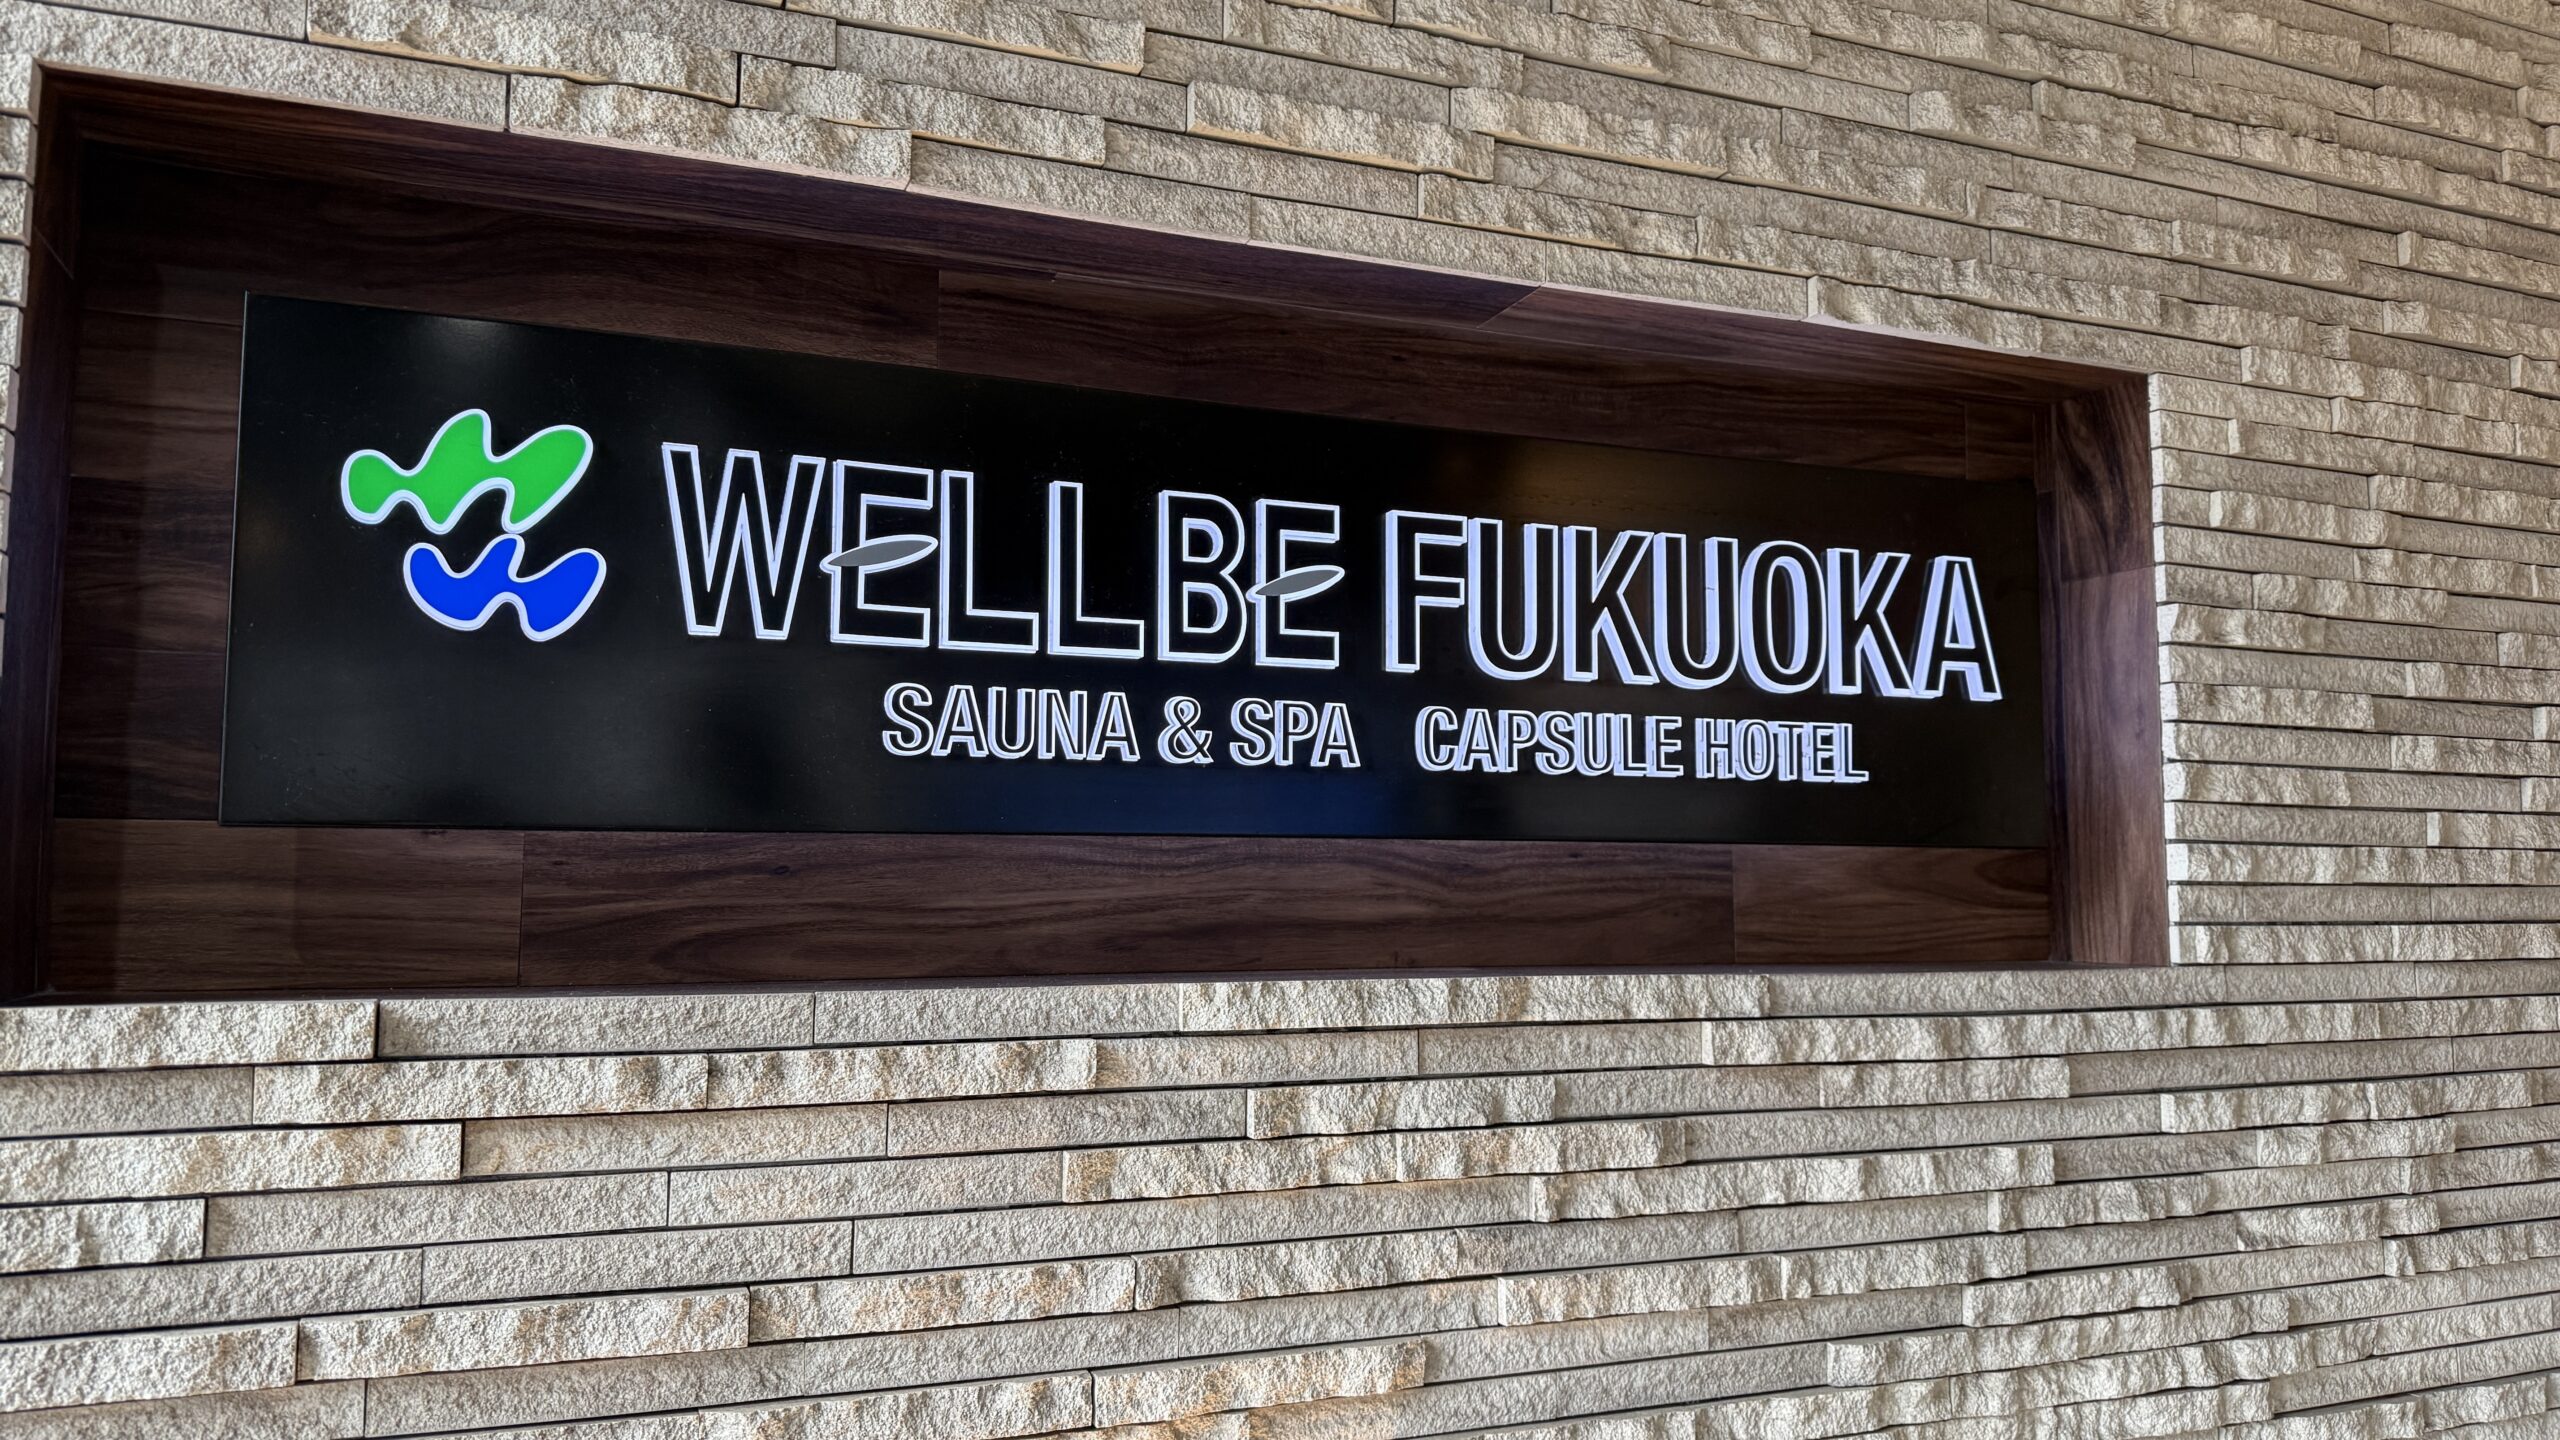 WELLBE FUKUOKA
SAUNA & SPA CAPSULE HOTEL